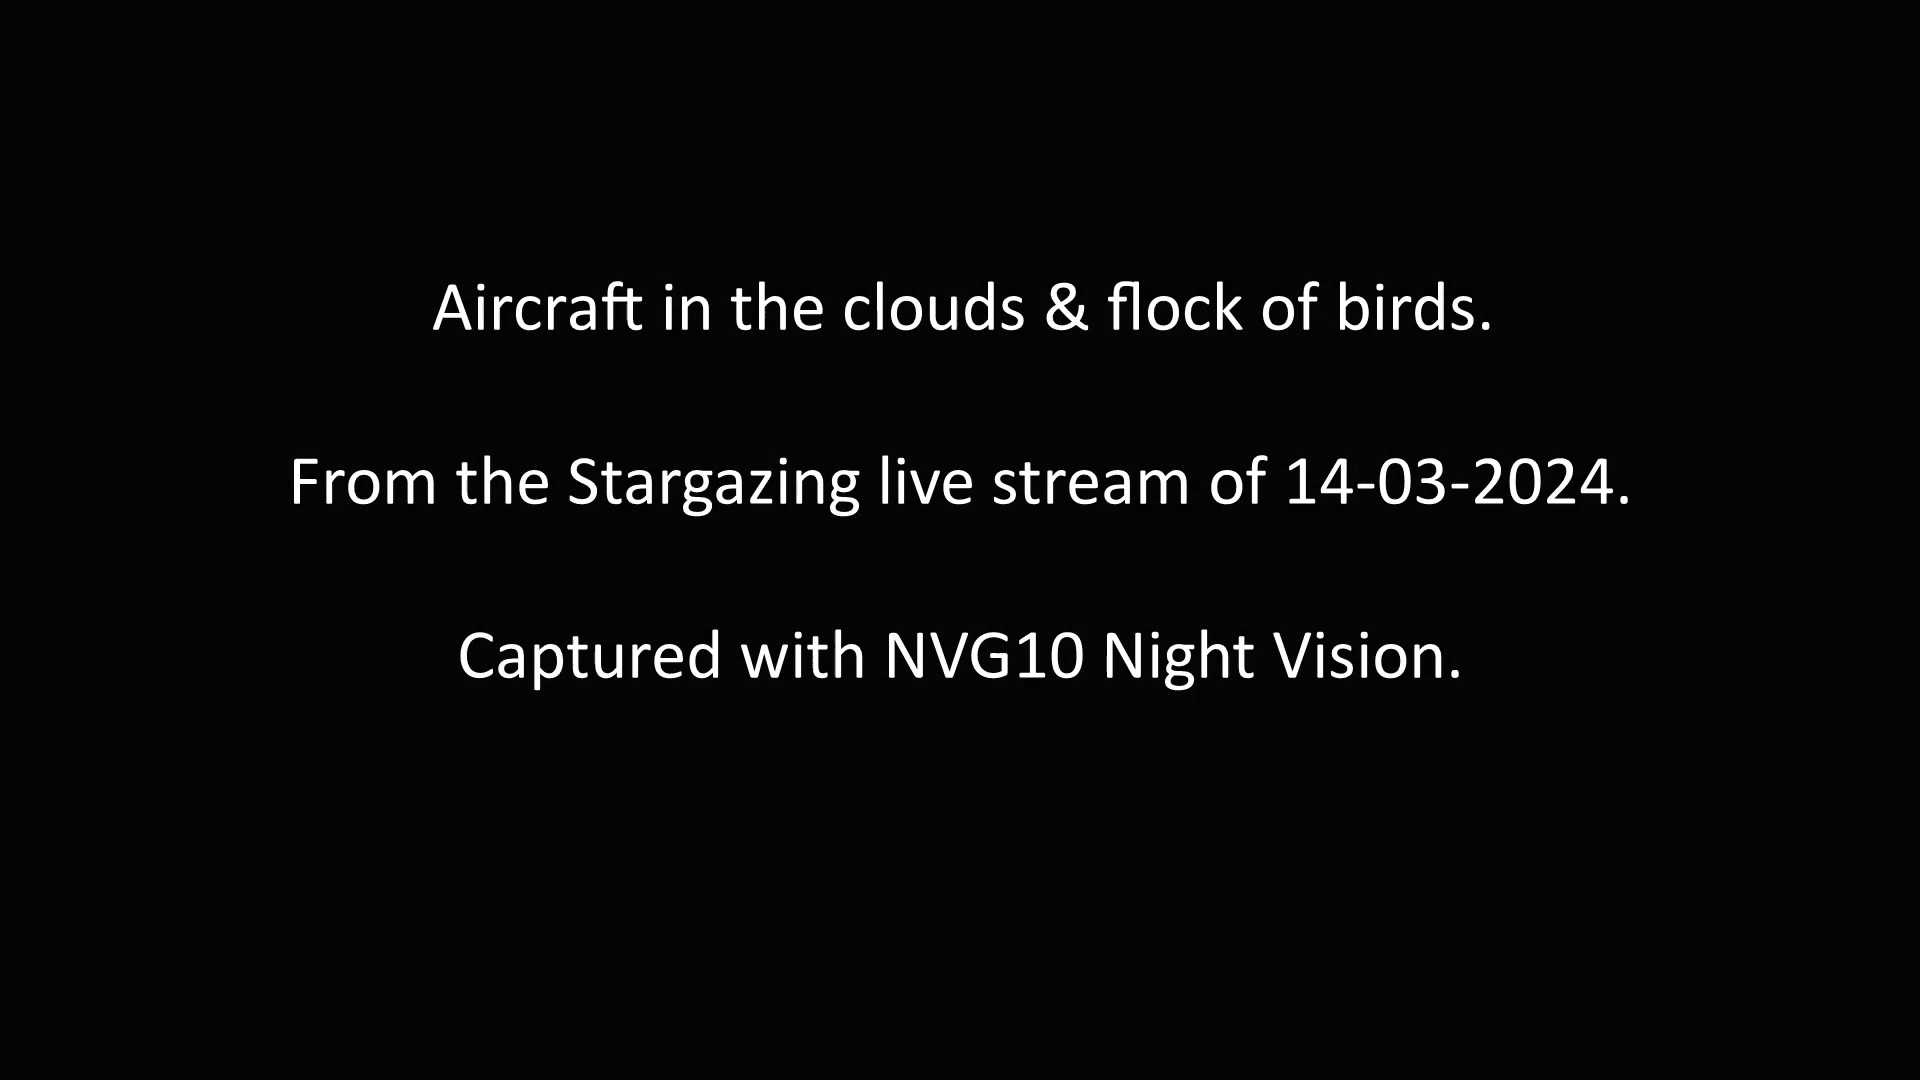 Aircraft in the clouds & flock of birds.
From the Stargazing live stream of 14-03-2024.
Captured with NVG10 Night Vision.